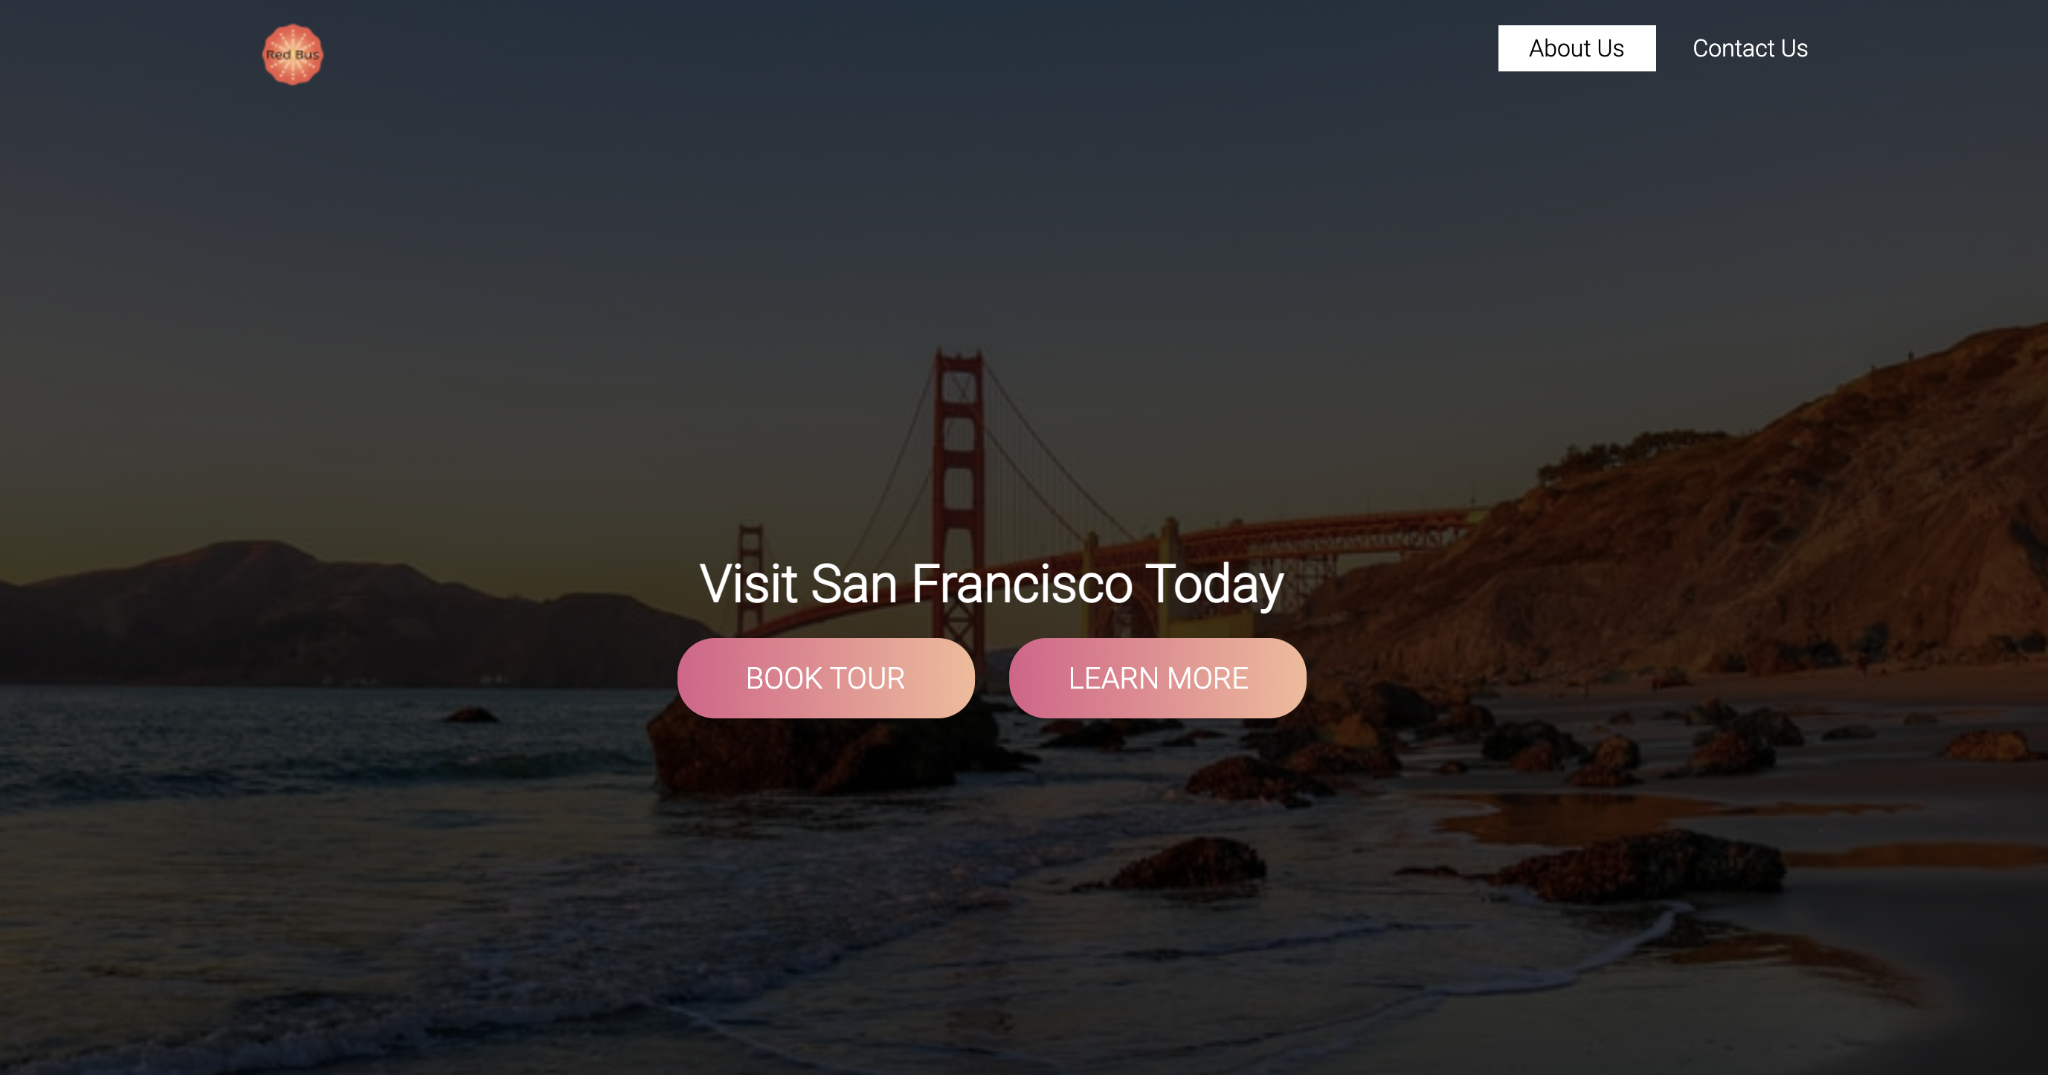 Red Bus
About Us
Contact Us
Visit San Francisco Today
BOOK TOUR
LEARN MORE